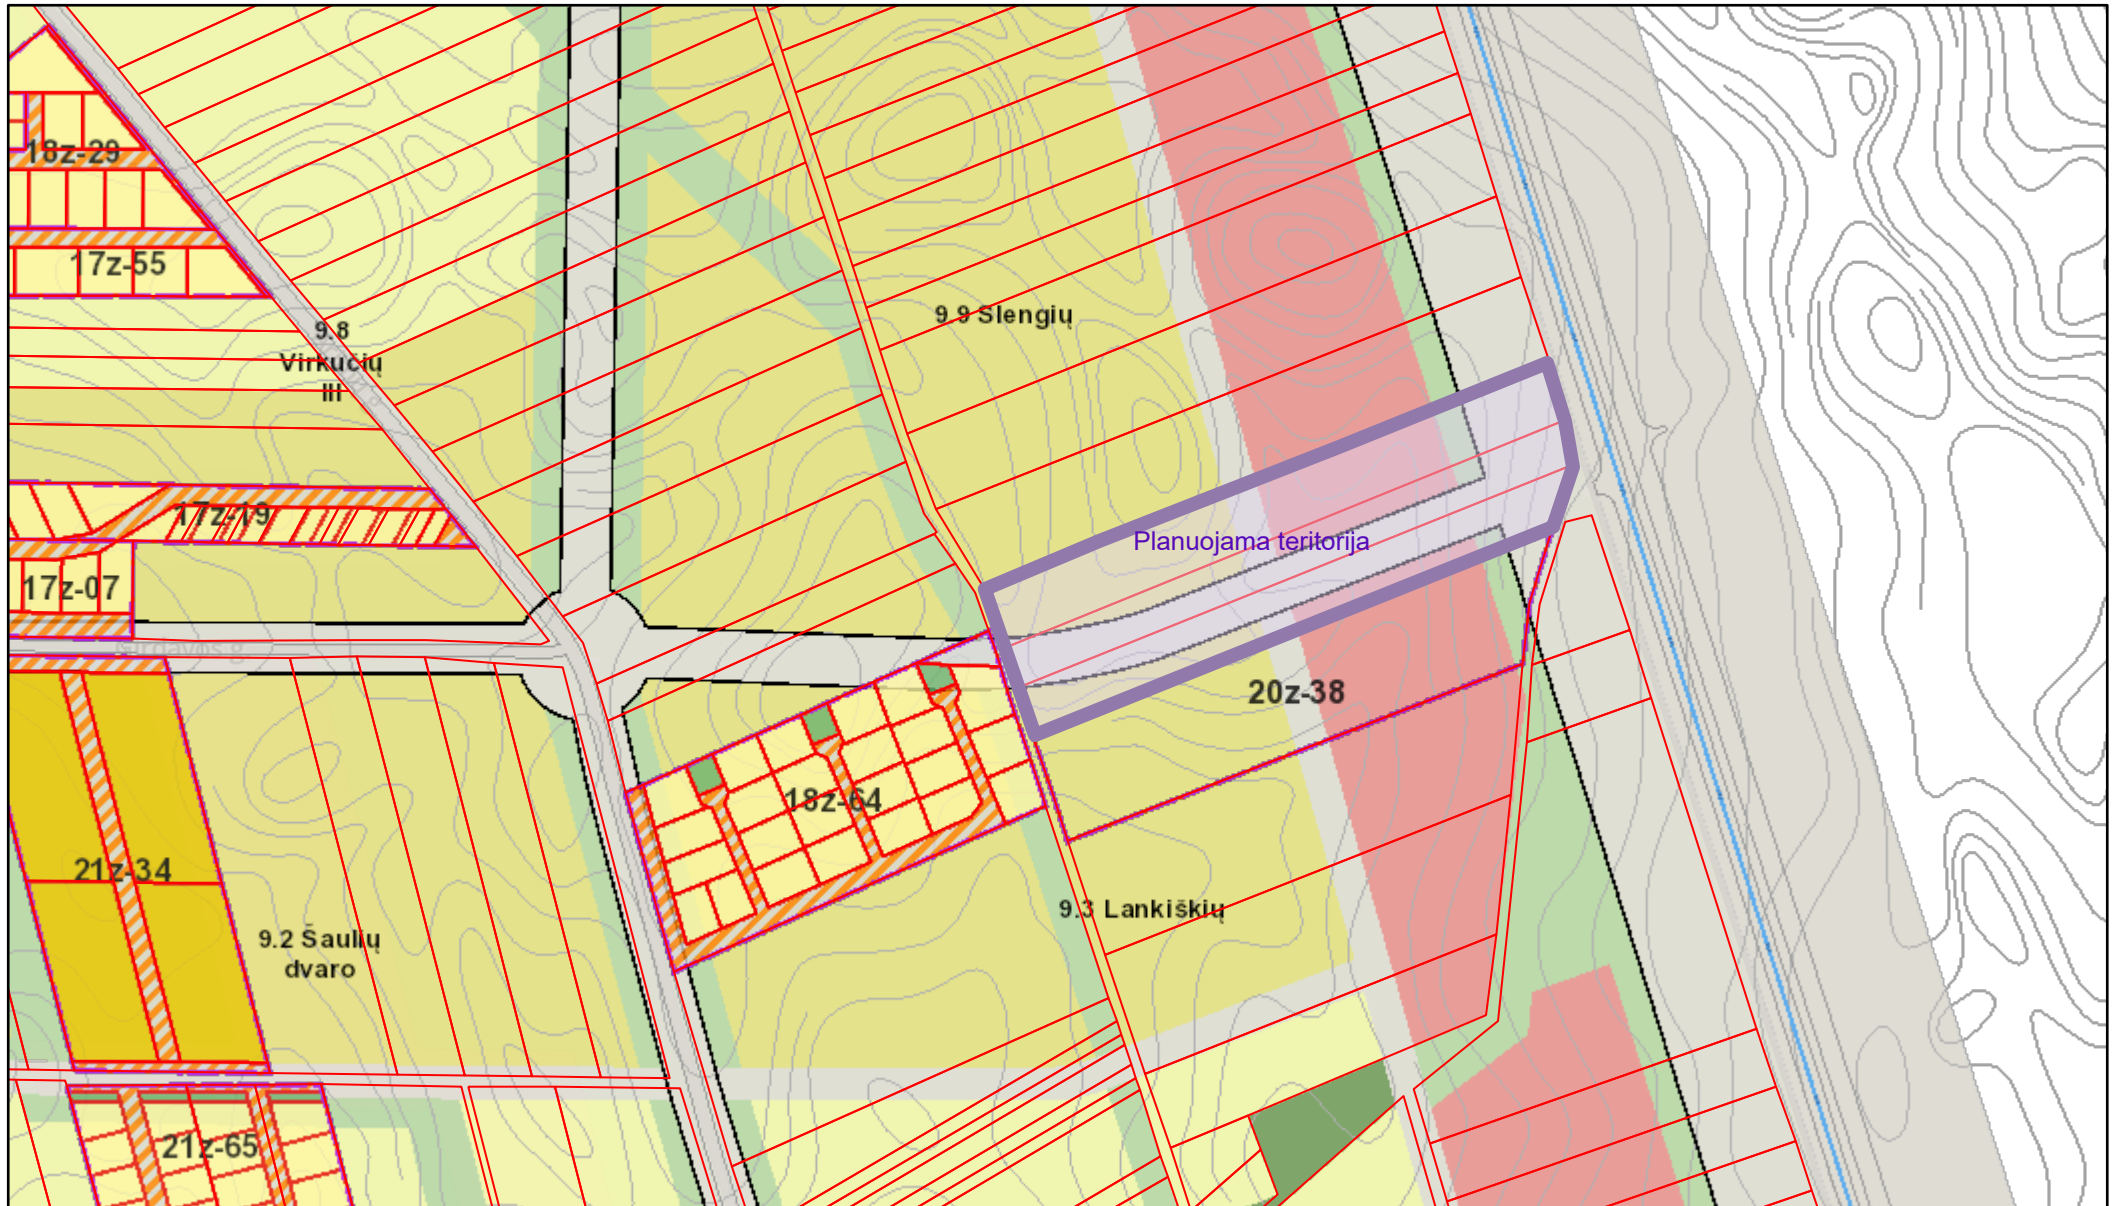 18z-29
17z-55
9.8
Virkučių
III
9 9 Slengių
17z-19
17z-07
Planuojama teritorija
20z-38
18z-64
21z-34
9.2 Šaulių
dvaro
9.3 Lankiškių
21z-65